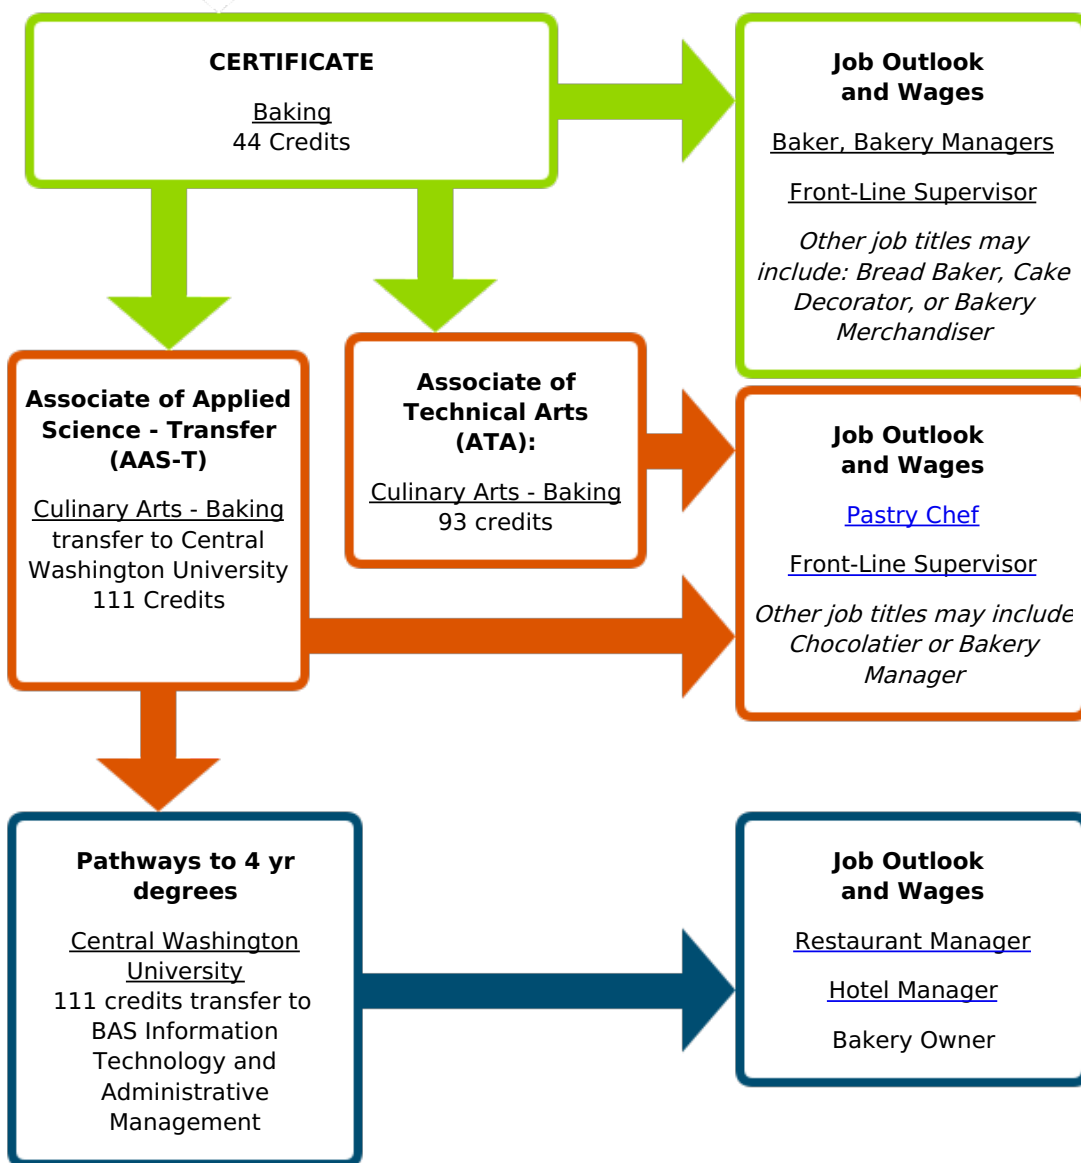 CERTIFICATE
Baking
44 Credits
Job Outlook
and Wages
Baker, Bakery Managers
Front-Line Supervisor
Other job titles may
include: Bread Baker, Cake
Decorator, or Bakery
Merchandiser
Associate of Applied
Science - Transfer
(AAS-T)
Culinary Arts - Baking
transfer to Central
Washington University
111 Credits
Associate of
Technical Arts
(ATA):
Culinary Arts - Baking
93 credits
Job Outlook
and Wages
Pastry Chef
Front-Line Supervisor
Other job titles may include
Chocolatier or Bakery
Manager
Pathways to 4 yr
degrees
Central Washington
University
111 credits transfer to
BAS Information
Technology and
Administrative
Management
Job Outlook
and Wages
Restaurant Manager
Hotel Manager
Bakery Owner